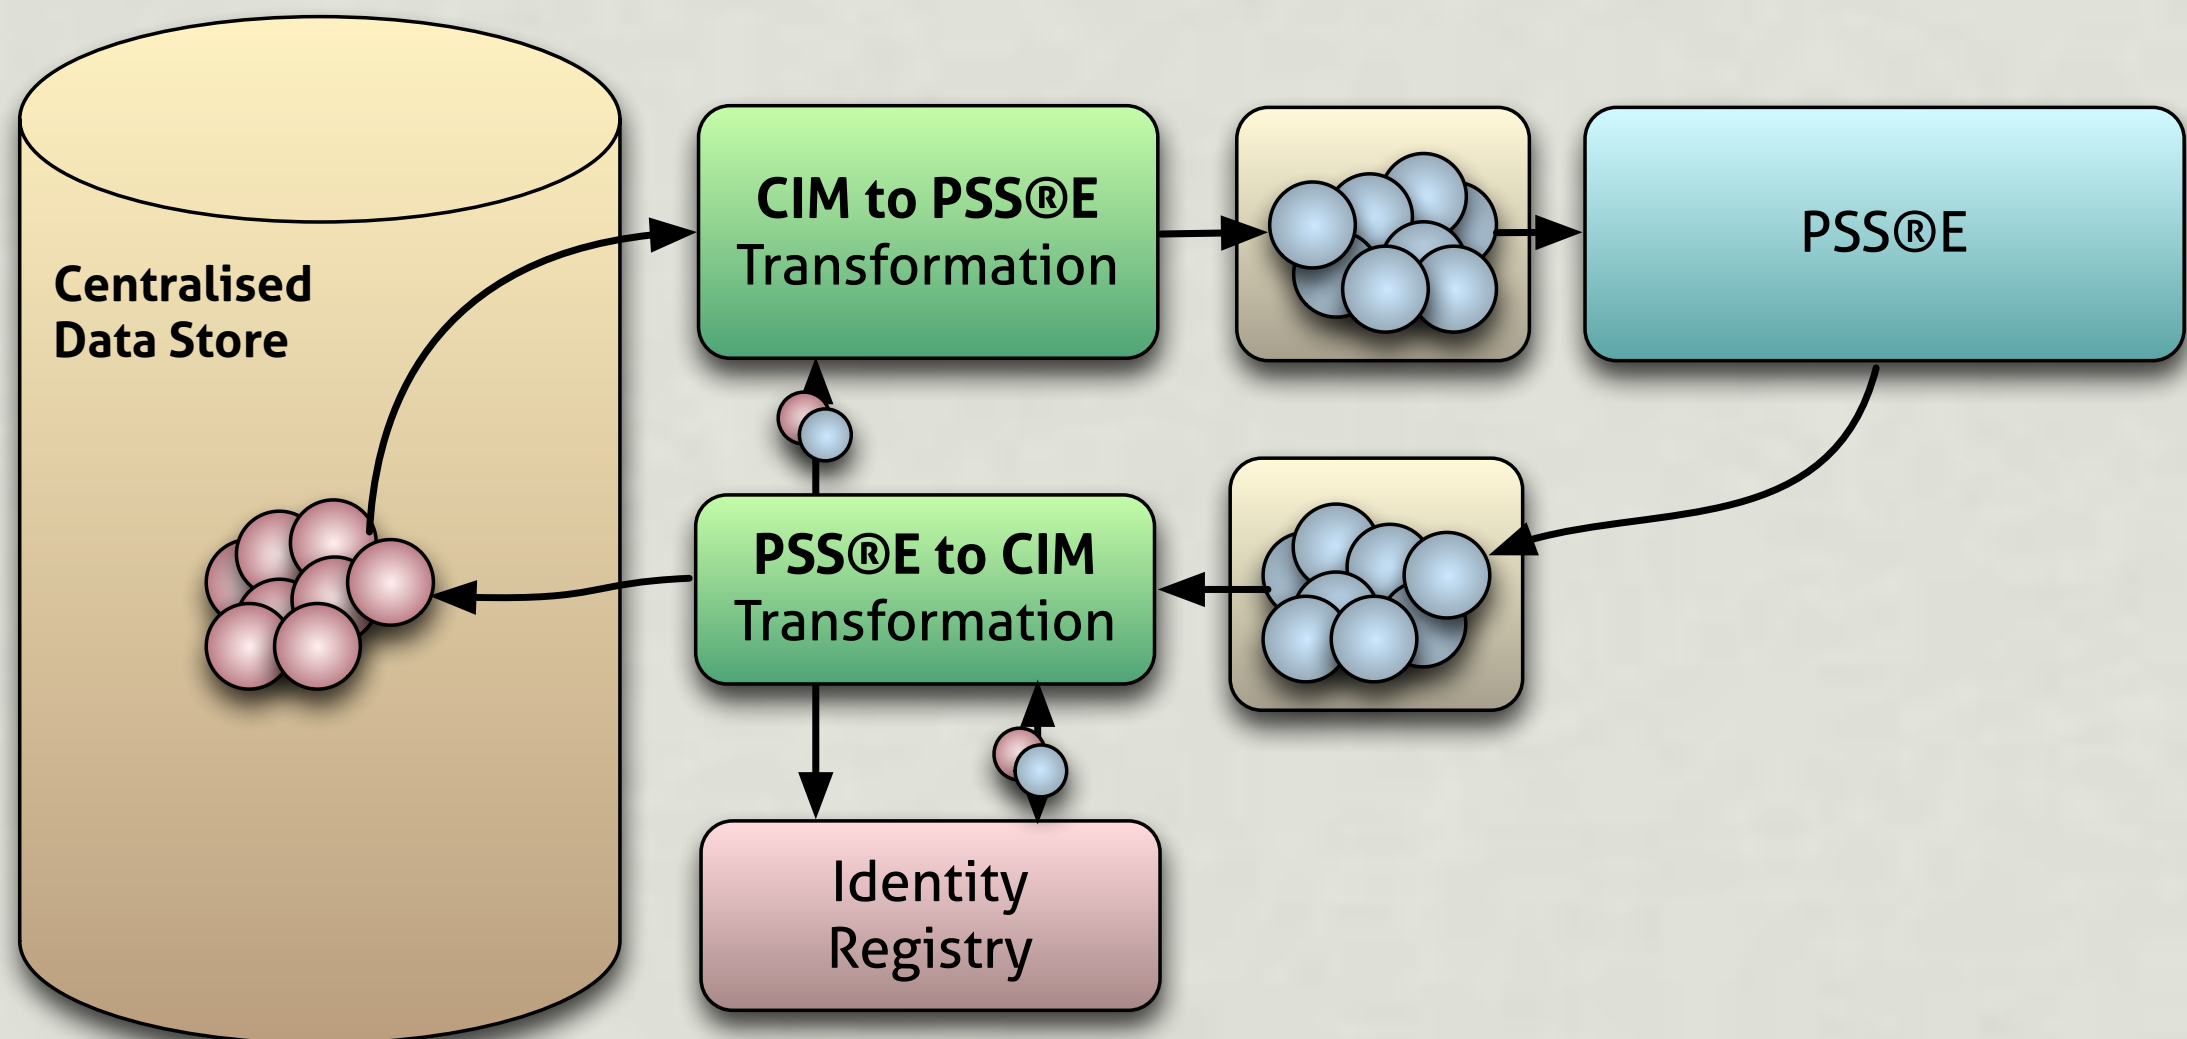 Centralised
Data Store
CIM to PSS®E
Transformation
PSS®E
PSS®E to CIM
Transformation
Identity
Registry